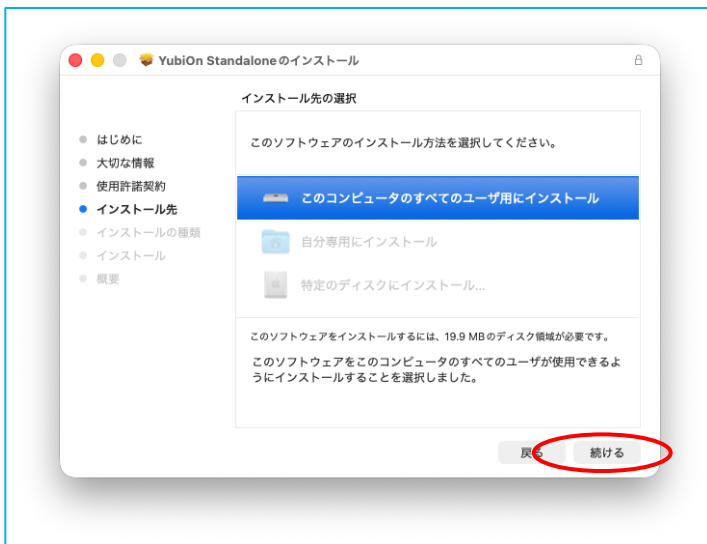 YubiOn Standaloneのインストール
インストール先の選択
はじめに
大切な情報
使用許諾契約
インストール先
インストールの種類
インストール
概要
このソフトウェアのインストール方法を選択してください。
このコンピュータのすべてのユーザ用にインストール
自分専用にインストール
特定のディスクにインストール...
このソフトウェアをインストールするには、19.9 MBのディスク領域が必要です。
このソフトウェアをこのコンピュータのすべてのユーザが使用できるよ
うにインストールすることを選択しました。
戻る
続ける